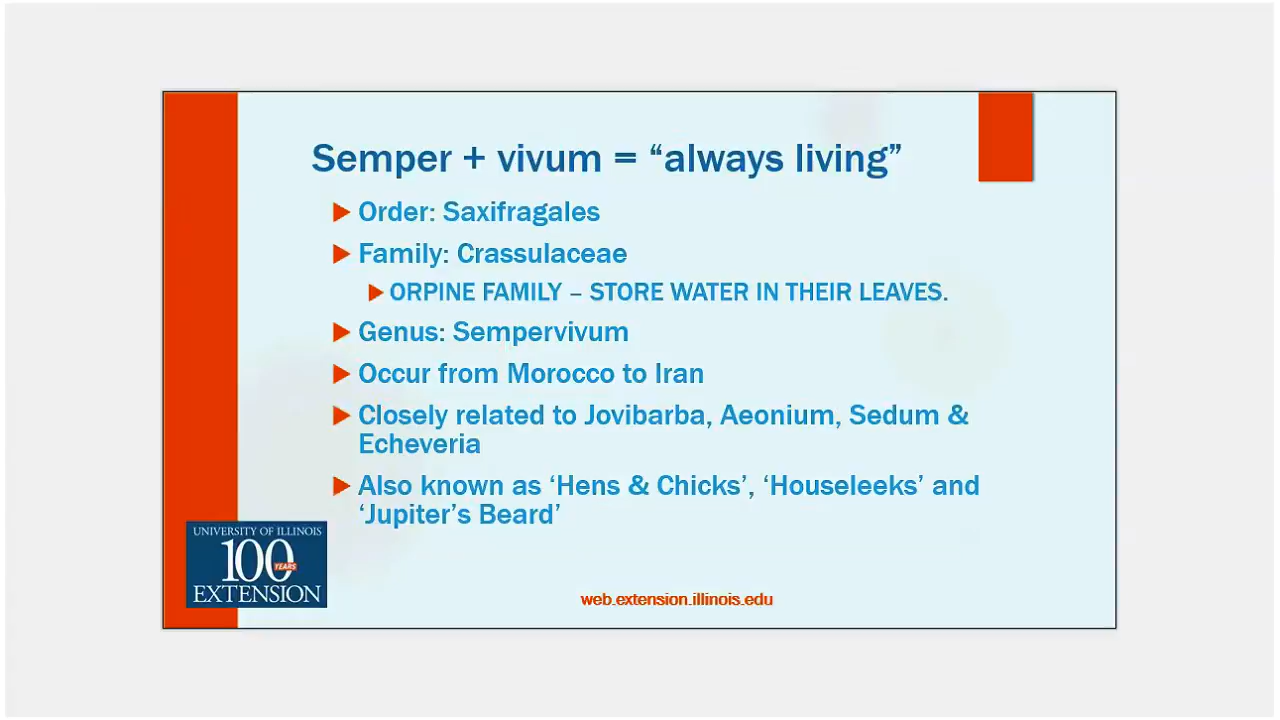 Semper + vivum = “always living”
Order: Saxifragales
Family: Crassulaceae
ORPINE FAMILY – STORE WATER IN THEIR LEAVES.
Genus: Sempervivum
Occur from Morocco to Iran
Closely related to Jovibarba, Aeonium, Sedum &
Echeveria
Also known as ‘Hens & Chicks’, ‘Houseleeks’ and
‘Jupiter’s Beard’
UNIVERSITY OF ILLINOIS
100 YEARS
EXTENSION
web.extension.illinois.edu